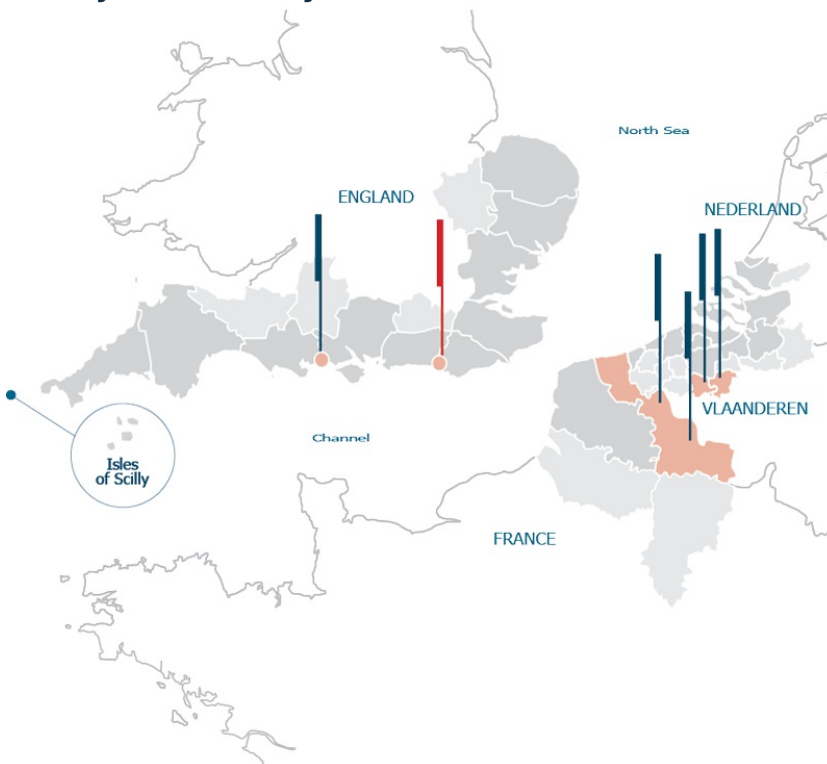 North Sea
ENGLAND
NEDERLAND
VLAANDEREN
Channel
Isles
of Scilly
FRANCE